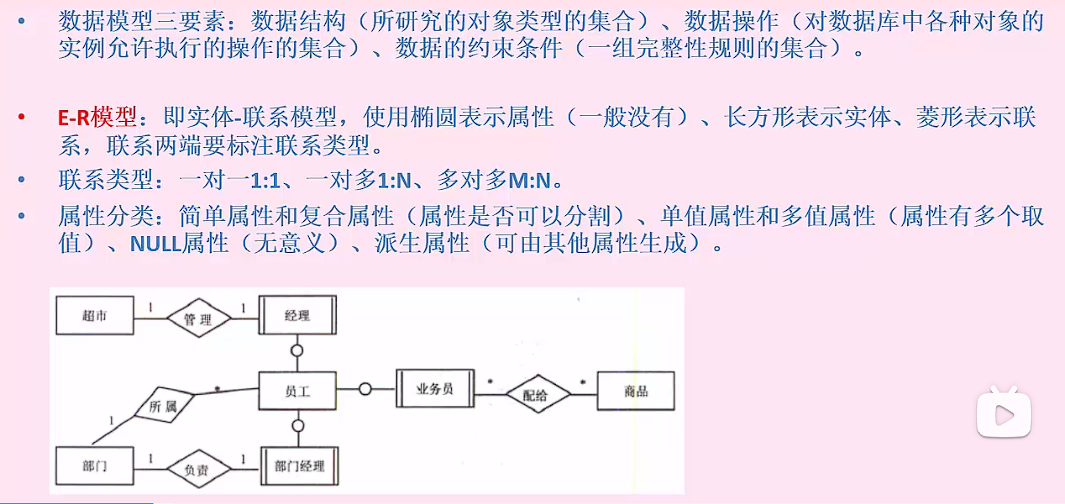 • 数据模型三要素：数据结构（所研究的对象类型的集合）、数据操作（对数据库中各种对象的
实例允许执行的操作的集合）、数据的约束条件（一组完整性规则的集合）。
• E-R模型：即实体-联系模型，使用椭圆表示属性（一般没有）、长方形表示实体、菱形表示联
系，联系两端要标注联系类型。
• 联系类型：一对一1:1、一对多1:N、多对多M:N。
• 属性分类：简单属性和复合属性（属性是否可以分割）、单值属性和多值属性（属性有多个取
值）、NULL属性（无意义）、派生属性（可由其他属性生成）。
超市 1 管理 1 经理
员工 业务员 * 配给 * 商品
所属 *
1
部门 1 负责 1 部门经理